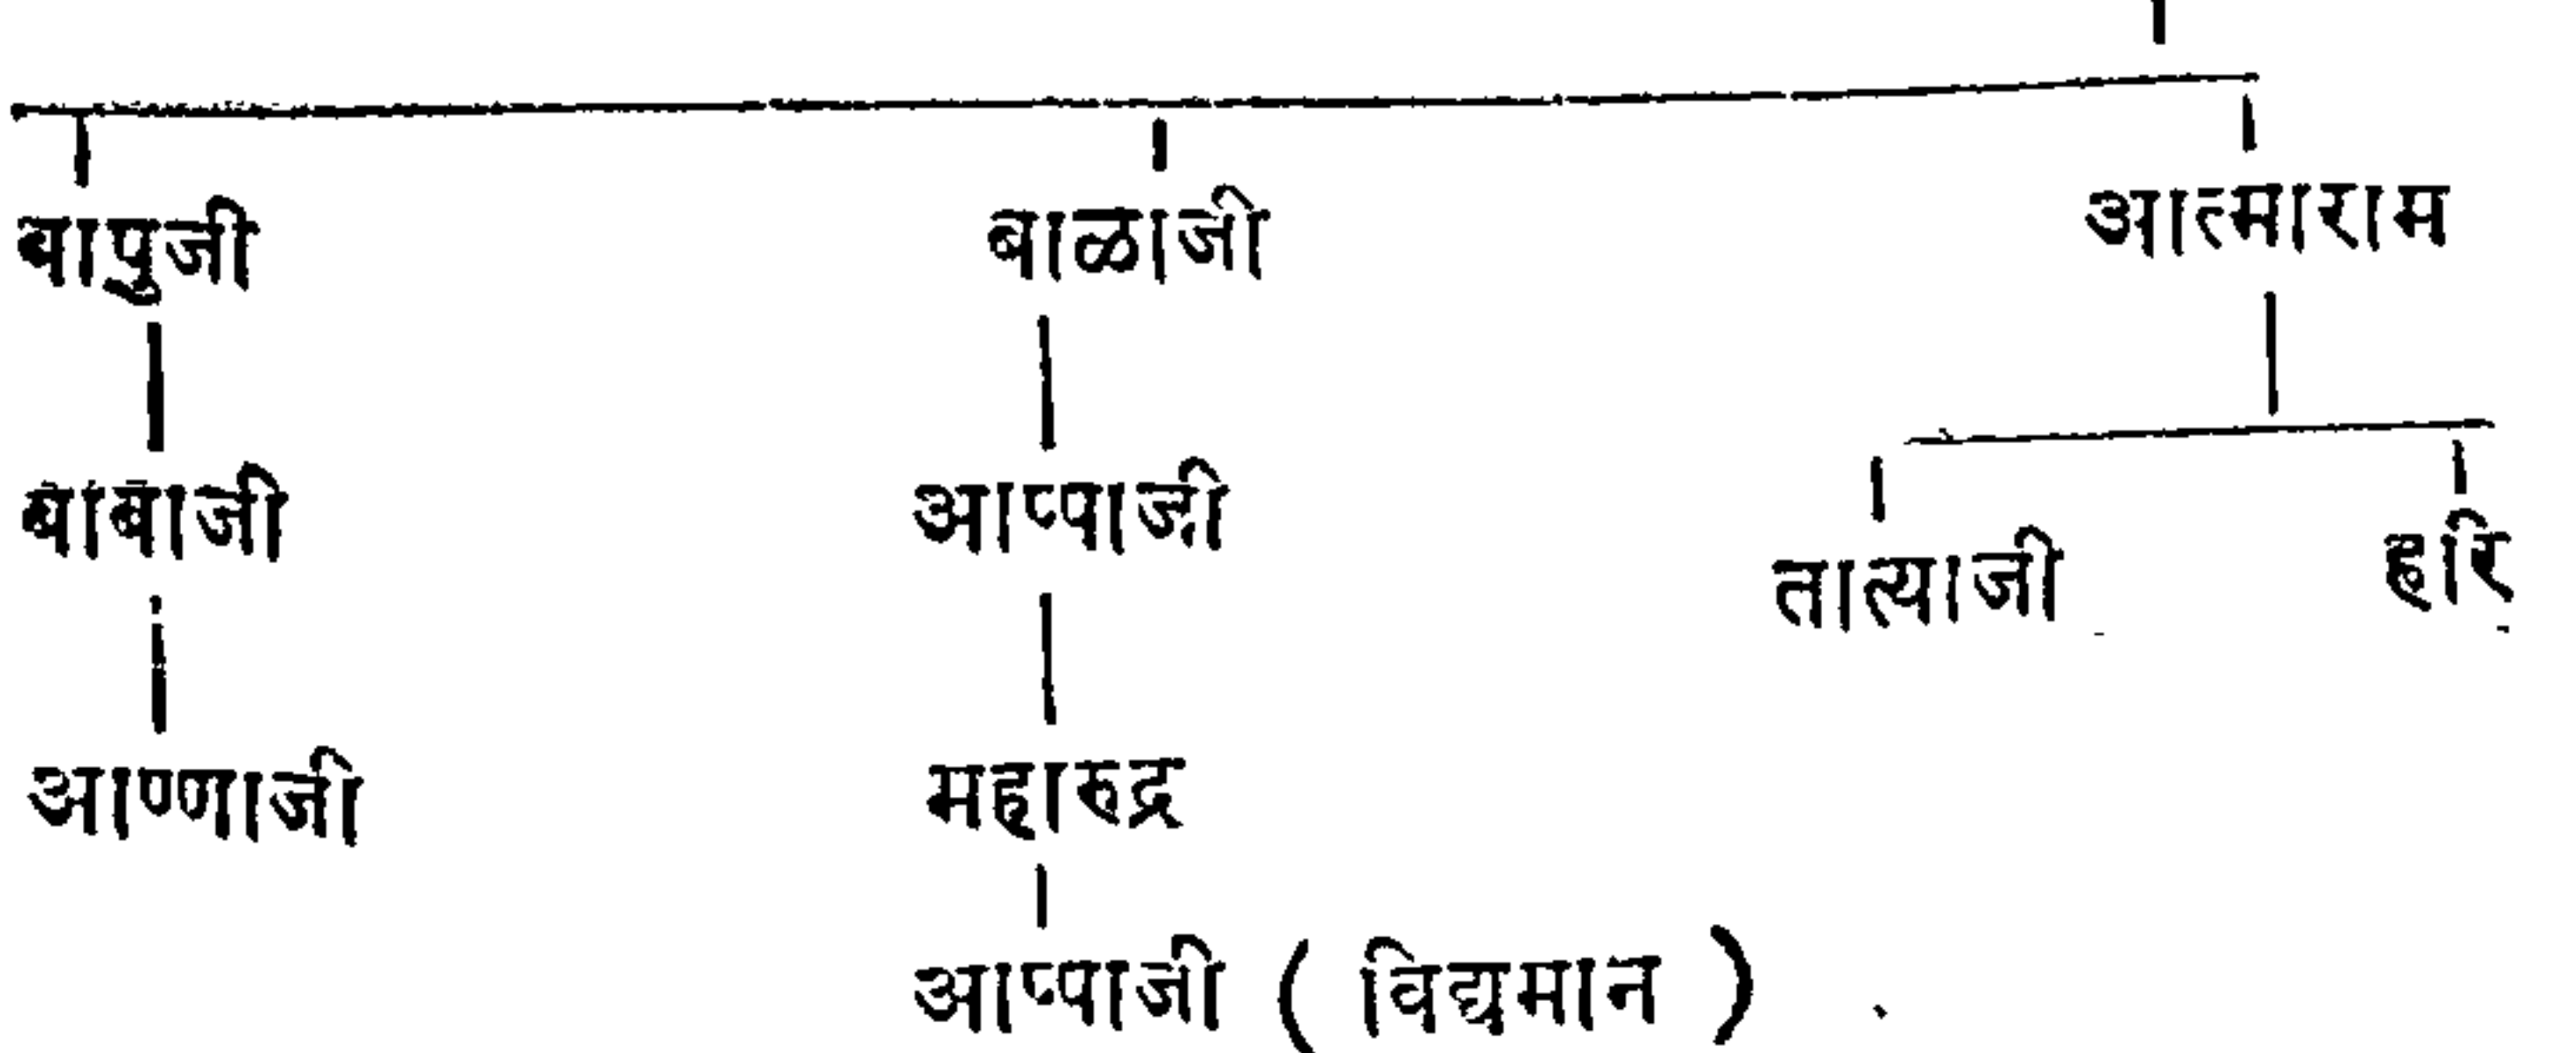 बापुजी बाळाजी आत्माराम
बाबाजी आप्पाजी तात्याजी हरि
आण्णाजी महारुद्र
आप्पाजी ( विद्यमान )